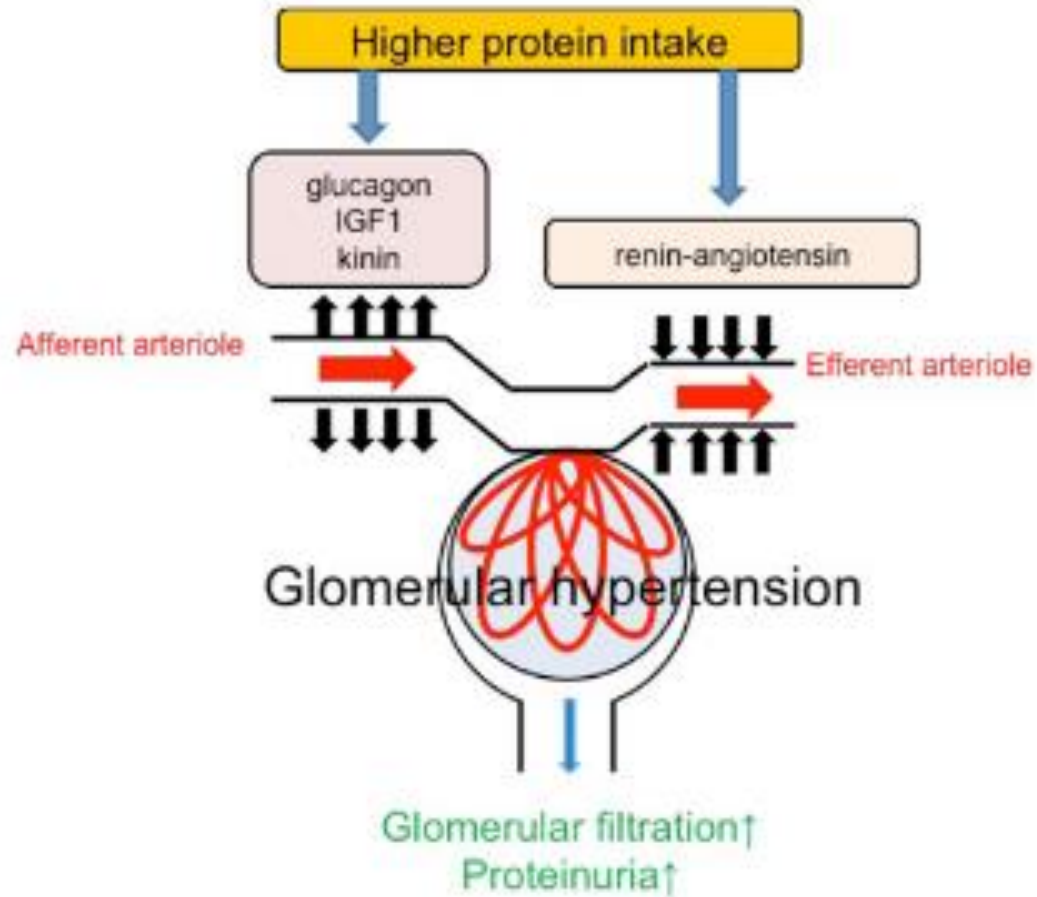 Higher protein intake
glucagon
IGF1
kinin
renin-angiotensin
Afferent arteriole
Efferent arteriole
Glomerular hypertension
Glomerular filtration↑
Proteinuria↑